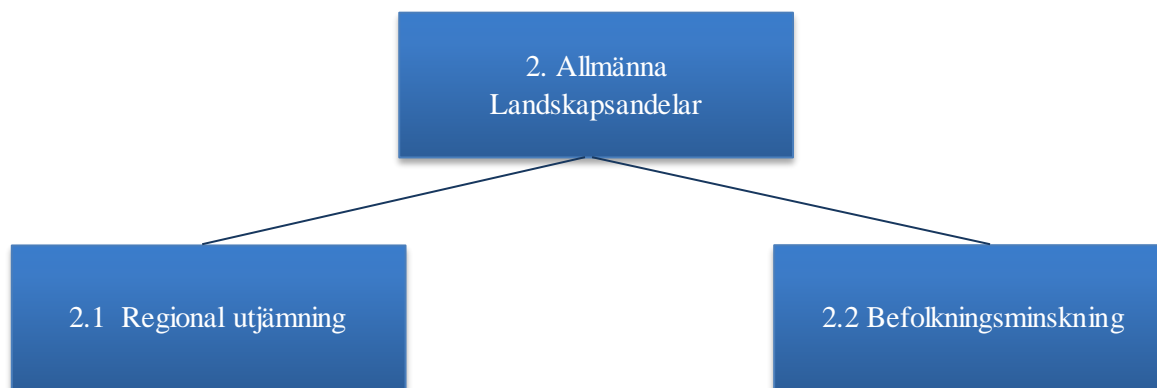 2. Allmänna
Landskapsandelar
2.1 Regional utjämning
2.2 Befolkningsminskning